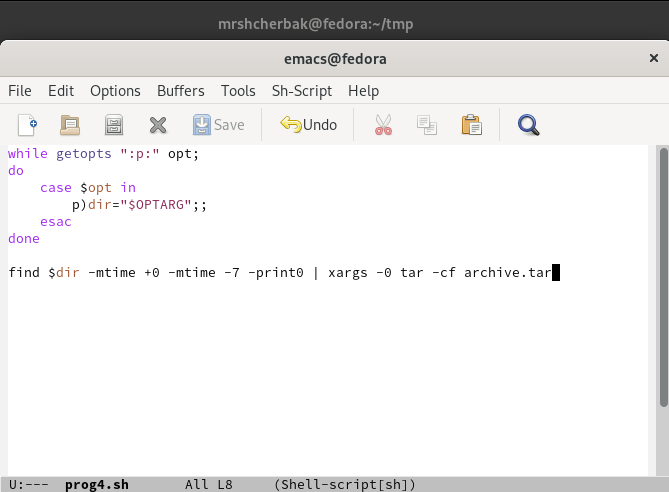 mrshcherbak@fedora:~/tmp
emacs@fedora
File Edit Options Buffers Tools Sh-Script Help
Save Undo
while getopts ":p:" opt;
do
    case $opt in
        p)dir="$OPTARG";;
    esac
done

find $dir -mtime +0 -mtime -7 -print0 | xargs -0 tar -cf archive.tar
U:--- prog4.sh All L8 (Shell-script[sh])